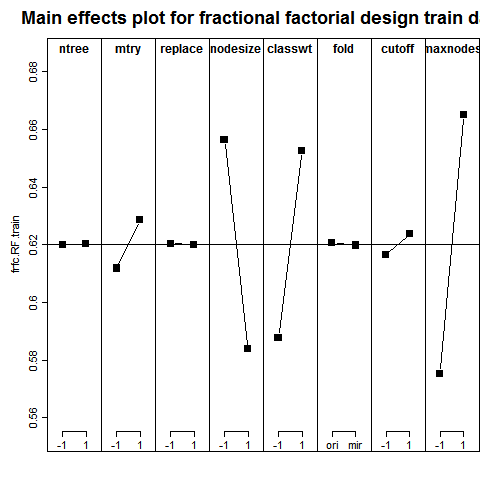 Main effects plot for fractional factorial design train d
ntree mtry replace nodesize classwt fold cutoff maxnodes
frfc.RF.train
0.68
0.66
0.64
0.62
0.6
0.58
0.56
-1 1 -1 1 -1 1 -1 1 -1 1 ori mir -1 1 -1 1